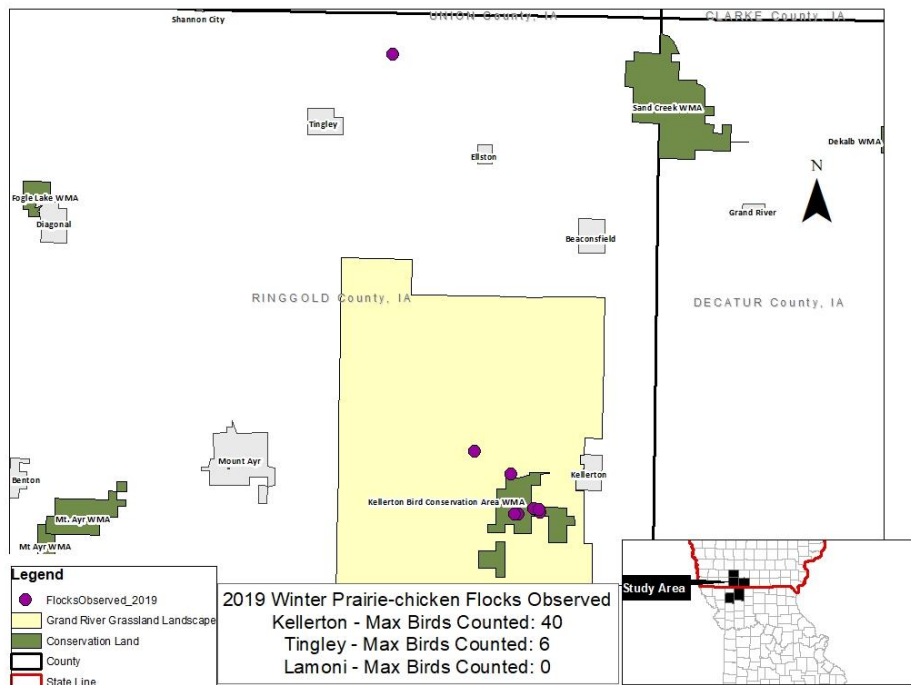 Shannon City
UNION County, IA
CLARKE County, IA
Sand Creek WMA
Tingley
Dekalb WMA
Ellston
N
Fogle Lake WMA
Diagonal
Grand River
Beaconsfield
RINGGOLD County, IA
DECATUR County, IA
Mount Ayr
Kellerton
Benton
Kellerton Bird Conservation Area WMA
Mt. Ayr WMA
Mt Ayr WMA
Legend
FlocksObserved_2019
Grand River Grassland Landscape
Conservation Land
County
State Line
2019 Winter Prairie-chicken Flocks Observed
Kellerton - Max Birds Counted: 40
Tingley - Max Birds Counted: 6
Lamoni - Max Birds Counted: 0
Study Area